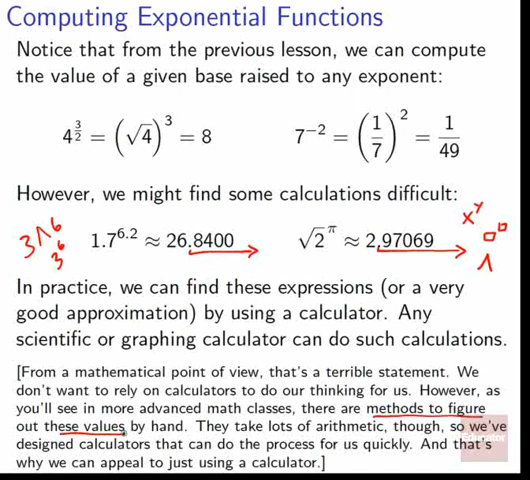 Computing Exponential Functions
Notice that from the previous lesson, we can compute
the value of a given base raised to any exponent:
4^{3/2} = (√4)^3 = 8    7^{−2} = (1/7)^2 = 1/49
However, we might find some calculations difficult:
3 ^ 6    1.7^{6.2} ≈ 26.8400    √2^π ≈ 2.97069    x^y
3^6    □^□
^
In practice, we can find these expressions (or a very
good approximation) by using a calculator. Any
scientific or graphing calculator can do such calculations.
[From a mathematical point of view, that's a terrible statement. We
don't want to rely on calculators to do our thinking for us. However, as
you'll see in more advanced math classes, there are methods to figure
out these values by hand. They take lots of arithmetic, though, so we've
designed calculators that can do the process for us quickly. And that's
why we can appeal to just using a calculator.]
Educator